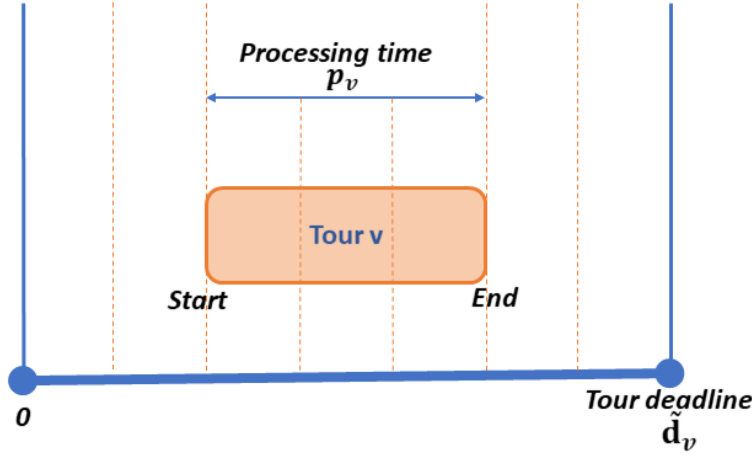 Processing time
p_v
Tour v
Start
End
0
Tour deadline
d̃_v